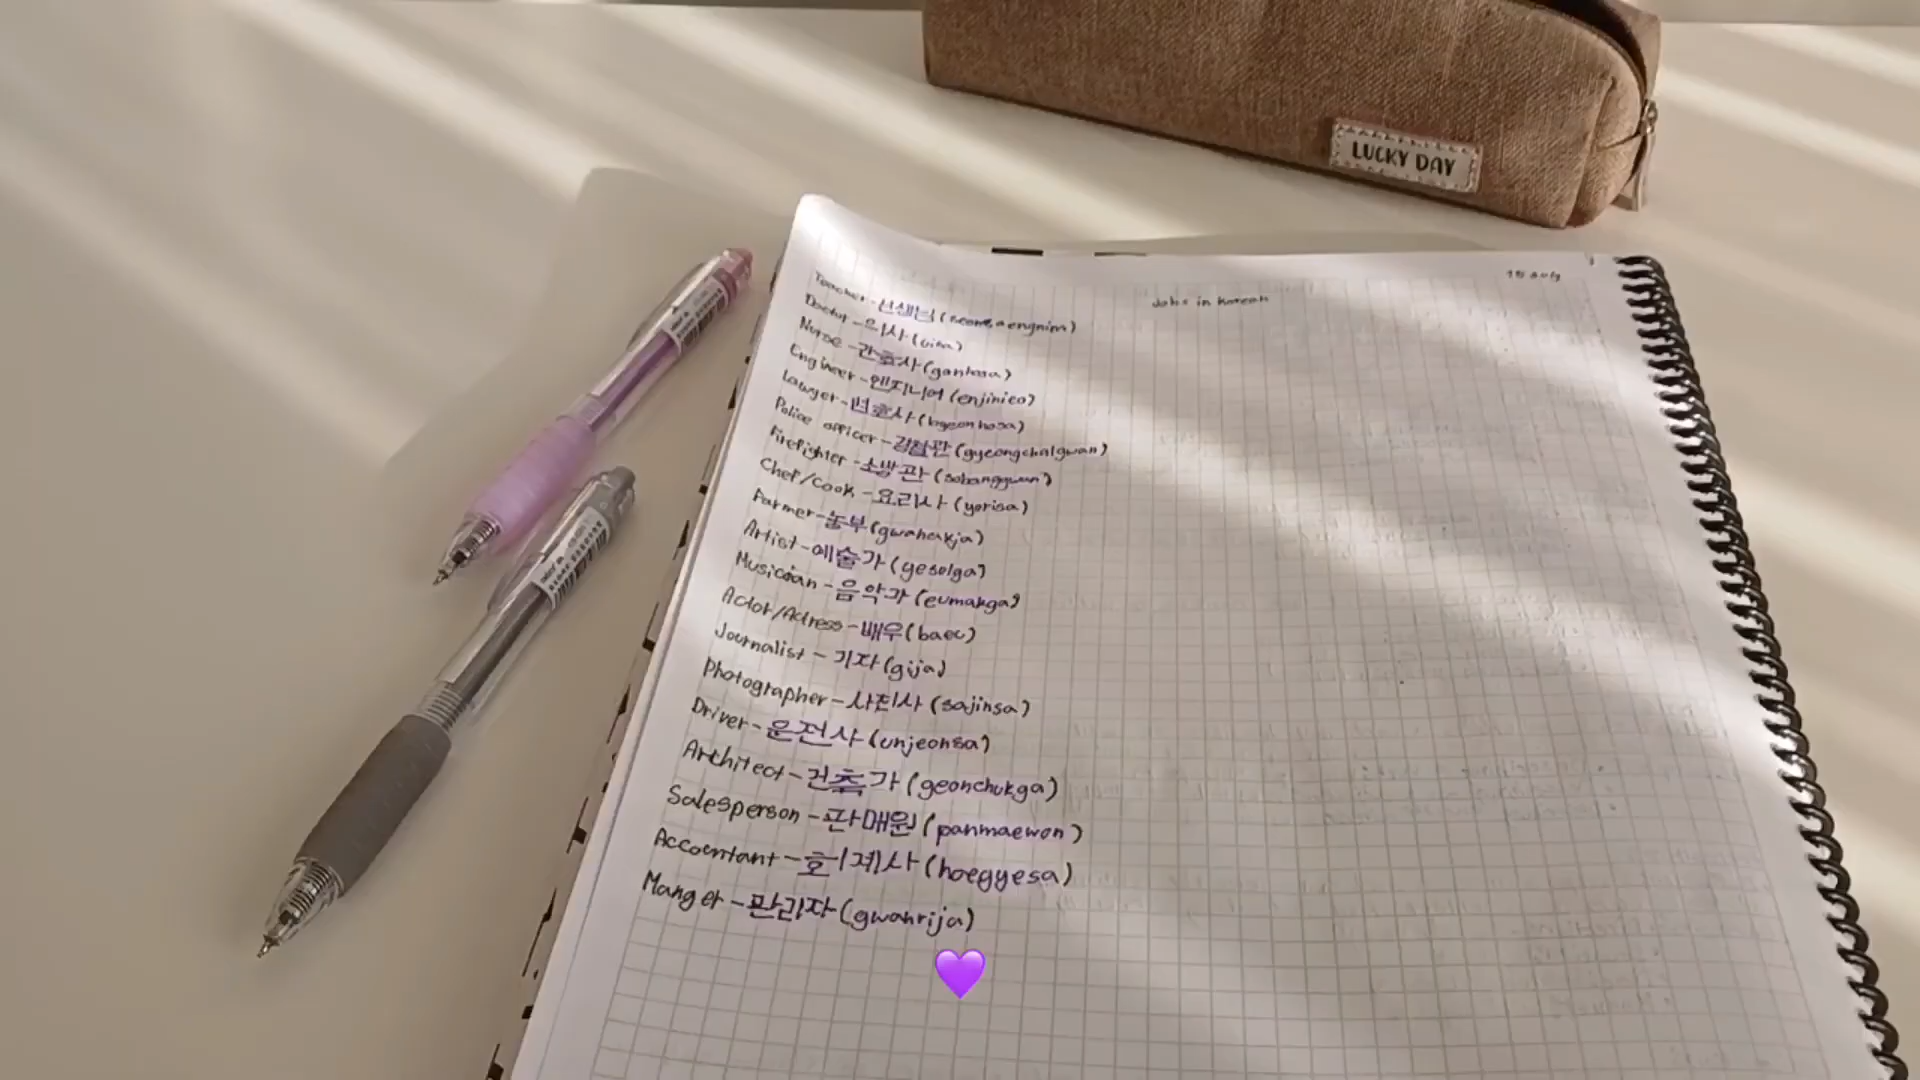 LUCKY DAY
15 July
Jobs in Korean
Teacher - 선생님 (seonsaengnim)
Doctor - 의사 (uisa)
Nurse - 간호사 (ganhosa)
Engineer - 엔지니어 (enjinieo)
Lawyer - 변호사 (byeonhosa)
Police officer - 경찰관 (gyeongchalgwan)
Firefighter - 소방관 (sobanggwan)
Chef/Cook - 요리사 (yorisa)
Farmer - 농부 (gwahakja)
Artist - 예술가 (yesolga)
Musician - 음악가 (eumakga)
Actor/Actress - 배우 (baeu)
Journalist - 기자 (gija)
Photographer - 사진사 (sajinsa)
Driver - 운전사 (unjeonsa)
Architect - 건축가 (geonchukga)
Salesperson - 판매원 (panmaewon)
Accountant - 회계사 (hoegyesa)
Manger - 관리자 (gwanrija)